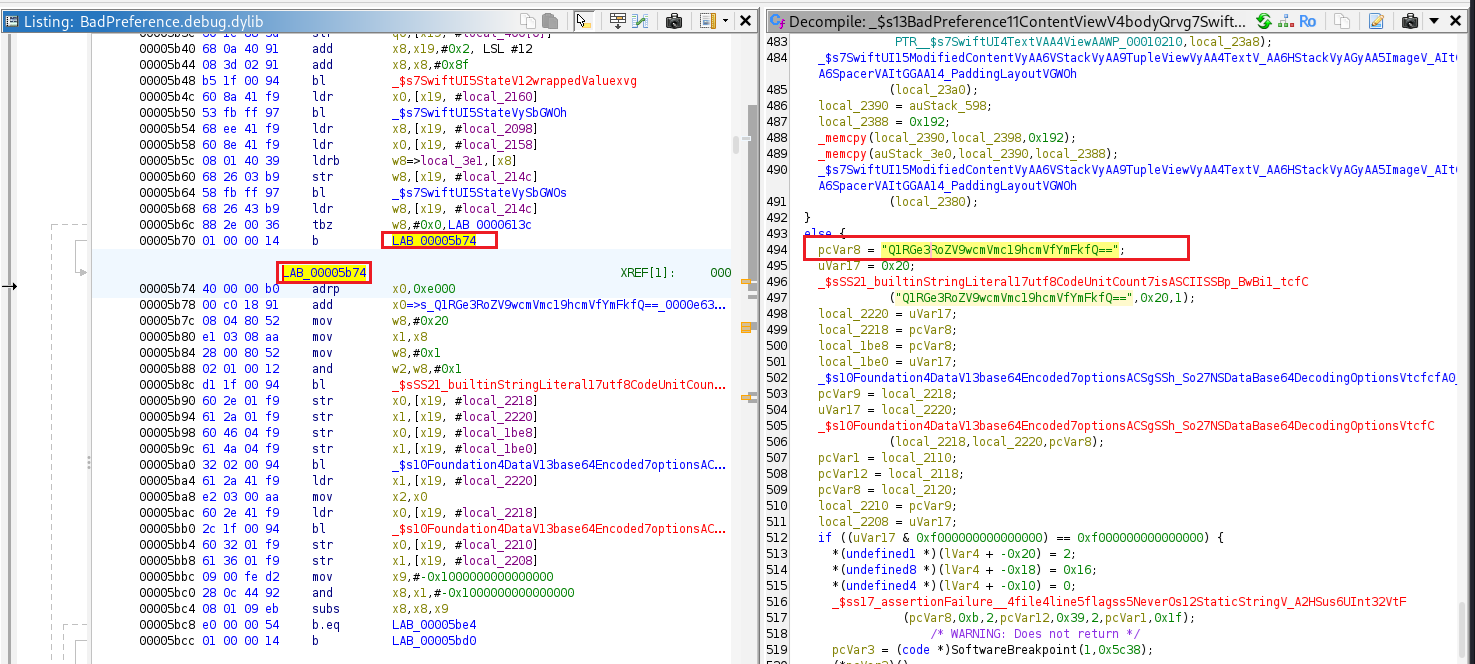 Listing: BadPreference.debug.dylib
00005b40 68 0a 40 91 add x8,x19,#0x2, LSL #12
00005b44 08 3d 02 91 add x8,x8,#0x8f
00005b48 b5 1f 00 94 bl _$s7SwiftUI5StateV12wrappedValuexvg
00005b4c 60 8a 41 f9 ldr x0,[x19, #local_2160]
00005b50 53 fb ff 97 bl _$s7SwiftUI5StateVySbGWOh
00005b54 68 ee 41 f9 ldr x8,[x19, #local_2098]
00005b58 60 8e 41 f9 ldr x0,[x19, #local_2158]
00005b5c 08 01 40 39 ldrb w8=>local_3e1,[x8]
00005b60 68 26 03 b9 str w8,[x19, #local_214c]
00005b64 58 fb ff 97 bl _$s7SwiftUI5StateVySbGWOs
00005b68 68 26 43 b9 ldr w8,[x19, #local_214c]
00005b6c 88 2e 00 36 tbz w8,#0x0,LAB_0000613c
00005b70 01 00 00 14 b LAB_00005b74
LAB_00005b74 XREF[1]: 000
00005b74 40 00 00 b0 adrp x0,0xe000
00005b78 00 c0 18 91 add x0=>s_Q1RGe3RoZV9wcmVmc19hcmVfYmFkfQ==_0000e63...
00005b7c 08 04 80 52 mov w8,#0x20
00005b80 e1 03 08 aa mov x1,x8
00005b84 28 00 80 52 mov w8,#0x1
00005b88 02 01 00 12 and w2,w8,#0x1
00005b8c d1 1f 00 94 bl _$sSS21_builtinStringLiteral17utf8CodeUnitCoun...
00005b90 60 2e 01 f9 str x0,[x19, #local_2218]
00005b94 61 2a 01 f9 str x1,[x19, #local_2220]
00005b98 60 46 04 f9 str x0,[x19, #local_1be8]
00005b9c 61 4a 04 f9 str x1,[x19, #local_1be0]
00005ba0 32 02 00 94 bl _$s10Foundation4DataV13base64Encoded7optionsAC...
00005ba4 61 2a 41 f9 ldr x1,[x19, #local_2220]
00005ba8 e2 03 00 aa mov x2,x0
00005bac 60 2e 41 f9 ldr x0,[x19, #local_2218]
00005bb0 2c 1f 00 94 bl _$s10Foundation4DataV13base64Encoded7optionsAC...
00005bb4 60 32 01 f9 str x0,[x19, #local_2210]
00005bb8 61 36 01 f9 str x1,[x19, #local_2208]
00005bbc 09 00 fe d2 mov x9,#-0x1000000000000000
00005bc0 28 0c 44 92 and x8,x1,#-0x1000000000000000
00005bc4 08 01 09 eb subs x8,x8,x9
00005bc8 e0 00 00 54 b.eq LAB_00005be4
00005bcc 01 00 00 14 b LAB_00005bd0
Decompile: _$s13BadPreference11ContentViewV4bodyQrvg7Swift...
Ro
483 PTR__$s7SwiftUI4TextVAA4ViewAAWP_00010210,local_23a8);
484 _$s7SwiftUI15ModifiedContentVyAA6VStackVyAA9TupleViewVyAA4TextV_AA6HStackVyAGyAA5ImageV_AIt
A6SpacerVAItGGAA14_PaddingLayoutVGWOh
485 (local_23a0);
486 local_2390 = auStack_598;
487 local_2388 = 0x192;
488 _memcpy(local_2390,local_2398,0x192);
489 _memcpy(auStack_3e0,local_2390,local_2388);
490 _$s7SwiftUI15ModifiedContentVyAA6VStackVyAA9TupleViewVyAA4TextV_AA6HStackVyAGyAA5ImageV_AIt
A6SpacerVAItGGAA14_PaddingLayoutVGWOh
491 (local_2380);
492 }
493 else {
494 pcVar8 = "Q1RGe3RoZV9wcmVmc19hcmVfYmFkfQ==";
495 uVar17 = 0x20;
496 _$sSS21_builtinStringLiteral17utf8CodeUnitCount7isASCIISSBp_BwBi1_tcfC
497 ("Q1RGe3RoZV9wcmVmc19hcmVfYmFkfQ==",0x20,1);
498 local_2220 = uVar17;
499 local_2218 = pcVar8;
500 local_1be8 = pcVar8;
501 local_1be0 = uVar17;
502 _$s10Foundation4DataV13base64Encoded7optionsACSgSSh_So27NSDataBase64DecodingOptionsVtcfcfA0_
503 pcVar9 = local_2218;
504 uVar17 = local_2220;
505 _$s10Foundation4DataV13base64Encoded7optionsACSgSSh_So27NSDataBase64DecodingOptionsVtcfC
506 (local_2218,local_2220,pcVar8);
507 pcVar1 = local_2110;
508 pcVar12 = local_2118;
509 pcVar8 = local_2120;
510 local_2210 = pcVar9;
511 local_2208 = uVar17;
512 if ((uVar17 & 0xf000000000000000) == 0xf000000000000000) {
513 *(undefined1 *)(lVar4 + -0x20) = 2;
514 *(undefined8 *)(lVar4 + -0x18) = 0x16;
515 *(undefined4 *)(lVar4 + -0x10) = 0;
516 _$ss17_assertionFailure__4file4line5flagss5NeverOs12StaticStringV_A2HSus6UInt32VtF
517 (pcVar8,0xb,2,pcVar12,0x39,2,pcVar1,0x1f);
518 /* WARNING: Does not return */
519 pcVar3 = (code *)SoftwareBreakpoint(1,0x5c38);